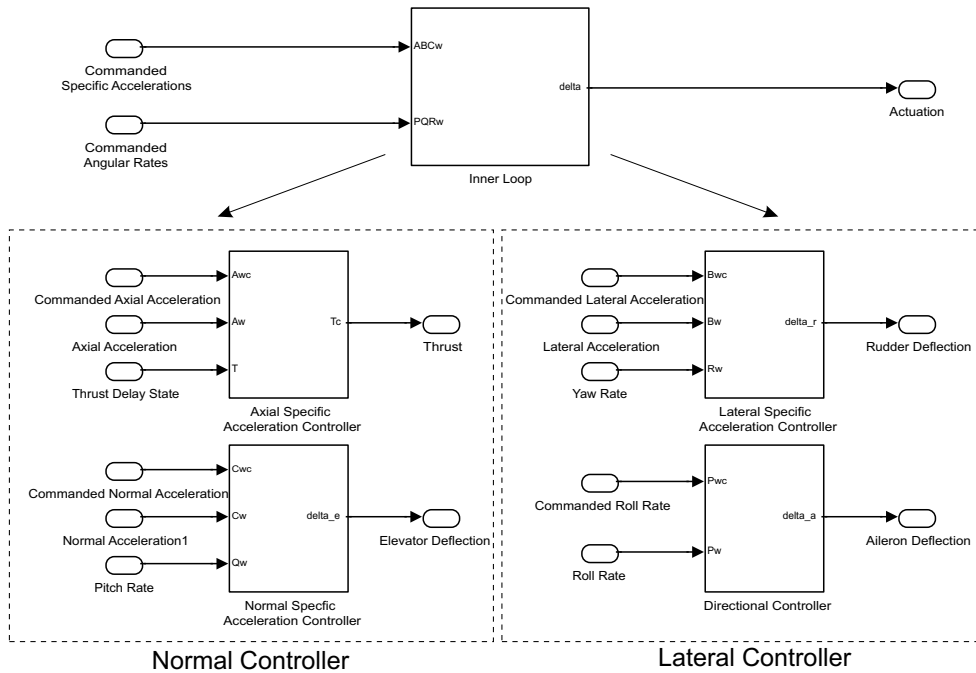 ABCw
Commanded
Specific Accelerations
delta
Actuation
PQRw
Commanded
Angular Rates
Inner Loop
Awc
Commanded Axial Acceleration
Aw
Tc
Axial Acceleration
Thrust
T
Thrust Delay State
Axial Specific
Acceleration Controller
Cwc
Commanded Normal Acceleration
Cw
delta_e
Normal Acceleration1
Elevator Deflection
Qw
Pitch Rate
Normal Specfic
Acceleration Controller
Normal Controller
Bwc
Commanded Lateral Acceleration
Bw
delta_r
Lateral Acceleration
Rudder Deflection
Rw
Yaw Rate
Lateral Specific
Acceleration Controller
Pwc
Commanded Roll Rate
delta_a
Aileron Deflection
Pw
Roll Rate
Directional Controller
Lateral Controller